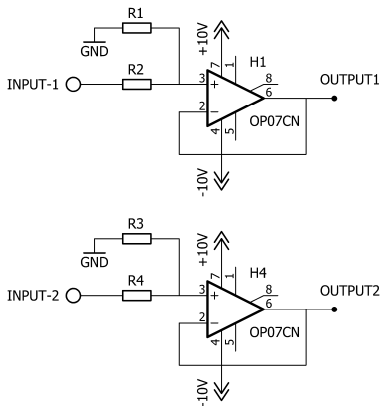 R1
+10V
GND
H1
7
1
INPUT-1
R2
3
+
8
6
OUTPUT1
2
−
4
5
OP07CN
-10V
R3
+10V
GND
H4
7
1
INPUT-2
R4
3
+
8
6
OUTPUT2
2
−
4
5
OP07CN
-10V